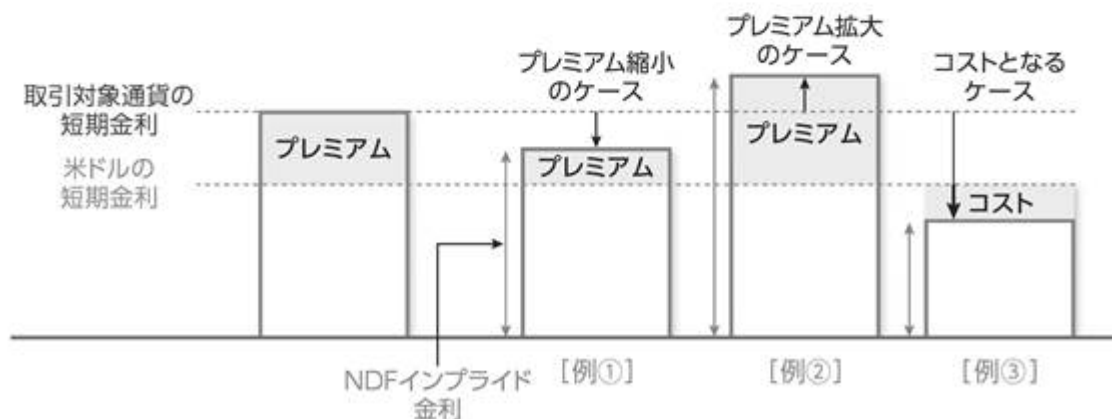 取引対象通貨の
短期金利
米ドルの
短期金利
プレミアム
プレミアム縮小
のケース
プレミアム
プレミアム拡大
のケース
プレミアム
コストとなる
ケース
コスト
NDFインプライド
金利
[例①]
[例②]
[例③]